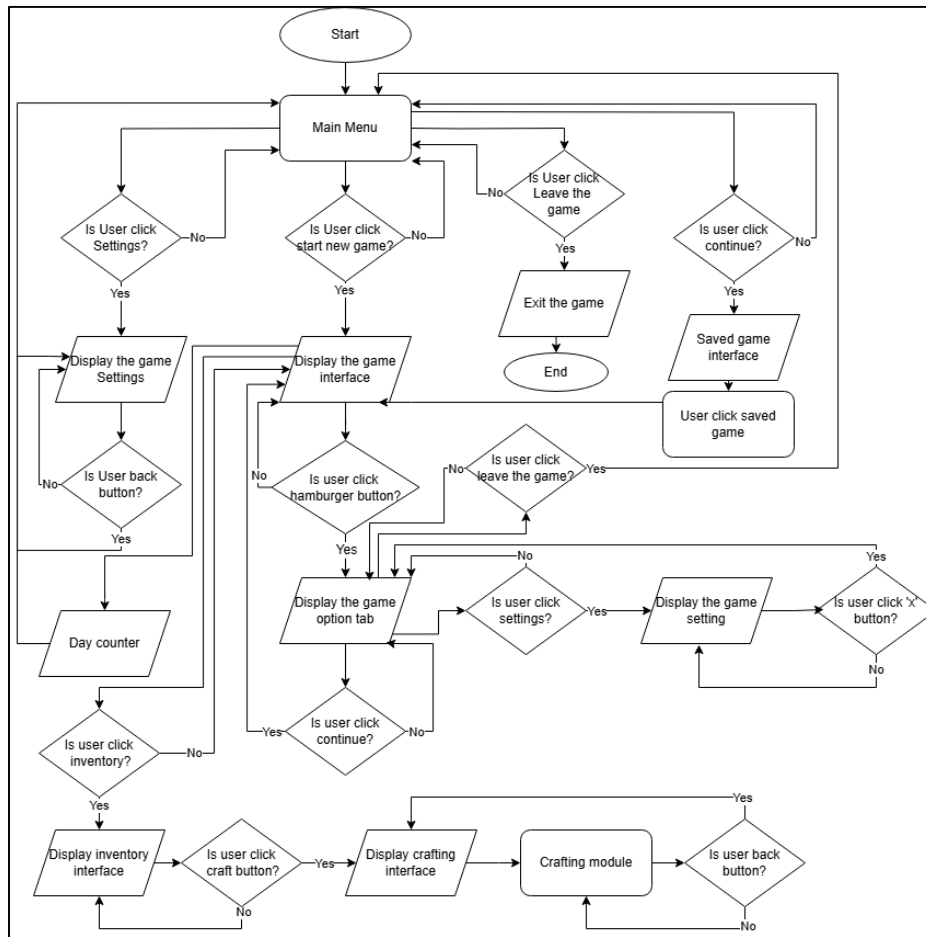 Start
Main Menu
Is User click
Settings?
No
Yes
Is User click
start new game?
No
Yes
Is User click
Leave the
game
No
Yes
Is user click
continue?
No
Yes
Display the game
Settings
Display the game
interface
Exit the game
End
Saved game
interface
User click saved
game
Is User back
button?
No
Yes
Is user click
hamburger button?
No
Yes
Is user click
leave the game?
No
Yes
Day counter
Display the game
option tab
Is user click
settings?
No
Yes
Display the game
setting
Is user click 'x'
button?
Yes
No
Is user click
continue?
Yes
No
Is user click
inventory?
No
Yes
Display inventory
interface
Is user click
craft button?
Yes
No
Display crafting
interface
Crafting module
Is user back
button?
Yes
No